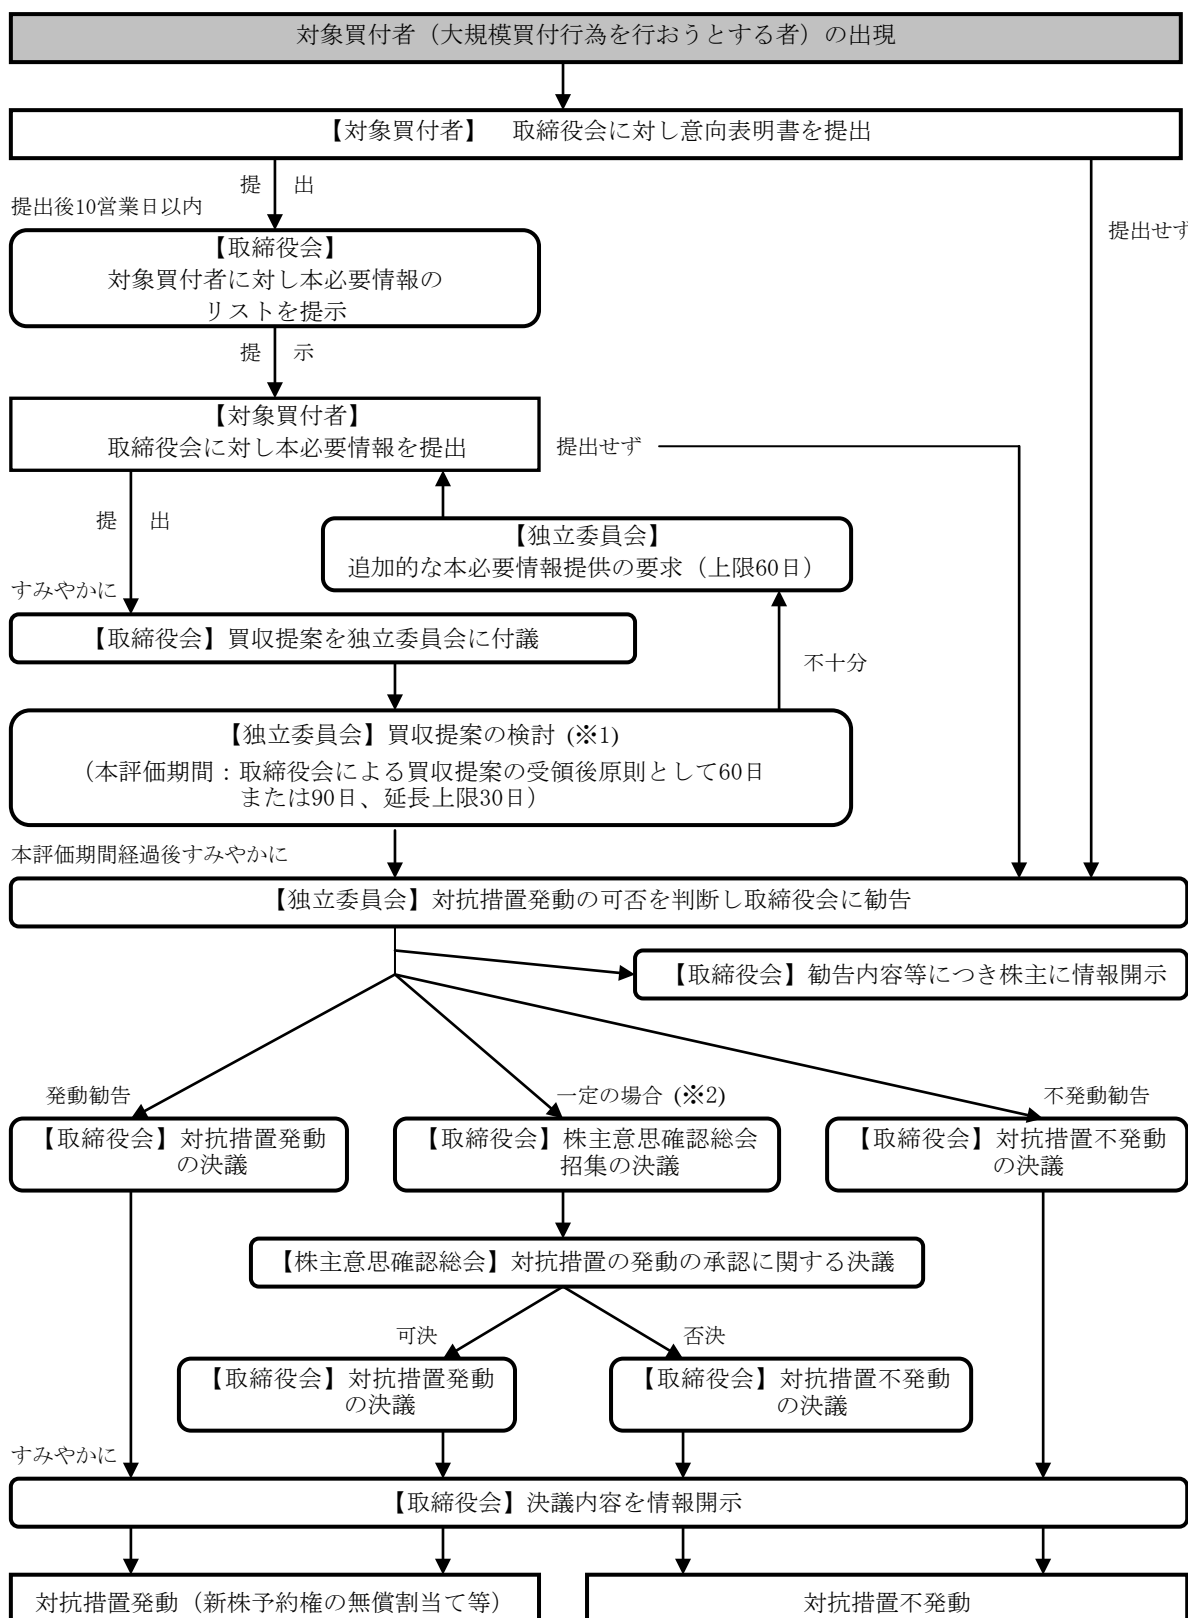 対象買付者（大規模買付行為を行おうとする者）の出現
【対象買付者】　取締役会に対し意向表明書を提出
提　出
提出後10営業日以内
提出せず
【取締役会】
対象買付者に対し本必要情報の
リストを提示
提　示
【対象買付者】
取締役会に対し本必要情報を提出
提出せず
提　出
【独立委員会】
追加的な本必要情報提供の要求（上限60日）
すみやかに
【取締役会】買収提案を独立委員会に付議
不十分
【独立委員会】買収提案の検討 (※1)
（本評価期間：取締役会による買収提案の受領後原則として60日
または90日、延長上限30日）
本評価期間経過後すみやかに
【独立委員会】対抗措置発動の可否を判断し取締役会に勧告
【取締役会】勧告内容等につき株主に情報開示
発動勧告
一定の場合 (※2)
不発動勧告
【取締役会】対抗措置発動
の決議
【取締役会】株主意思確認総会
招集の決議
【取締役会】対抗措置不発動
の決議
【株主意思確認総会】対抗措置の発動の承認に関する決議
可決
否決
【取締役会】対抗措置発動
の決議
【取締役会】対抗措置不発動
の決議
すみやかに
【取締役会】決議内容を情報開示
対抗措置発動（新株予約権の無償割当て等）
対抗措置不発動